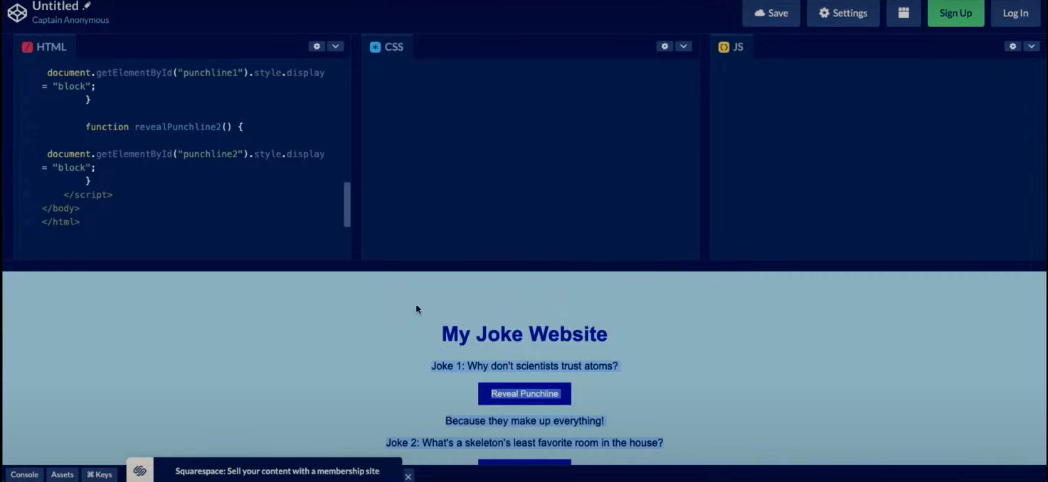 Untitled
Captain Anonymous
Save
Settings
Sign Up
Log In
HTML
CSS
JS
document.getElementById("punchline1").style.display
= "block";
}
function revealPunchline2() {
document.getElementById("punchline2").style.display
= "block";
}
</script>
</body>
</html>
My Joke Website
Joke 1: Why don't scientists trust atoms?
Reveal Punchline
Because they make up everything!
Joke 2: What's a skeleton's least favorite room in the house?
Console Assets ⌘ Keys
Squarespace: Sell your content with a membership site